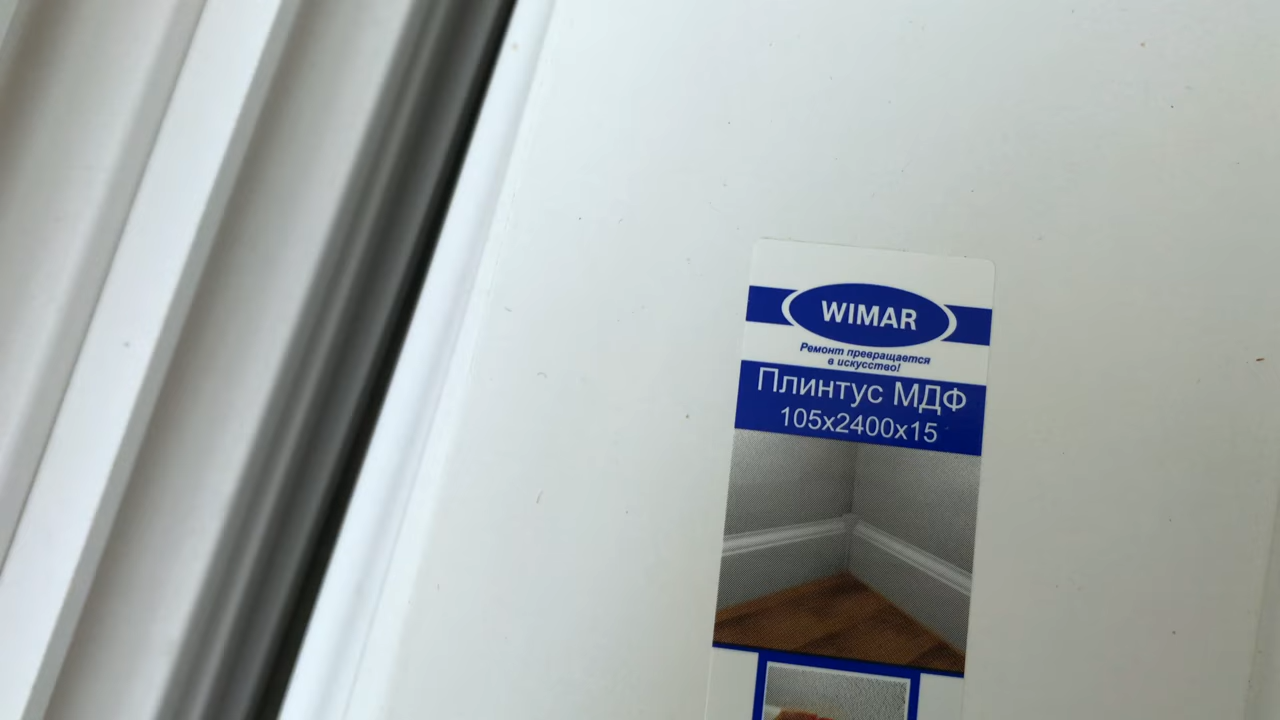 WIMAR
Ремонт превращается
в искусство!
Плинтус МДФ
105x2400x15